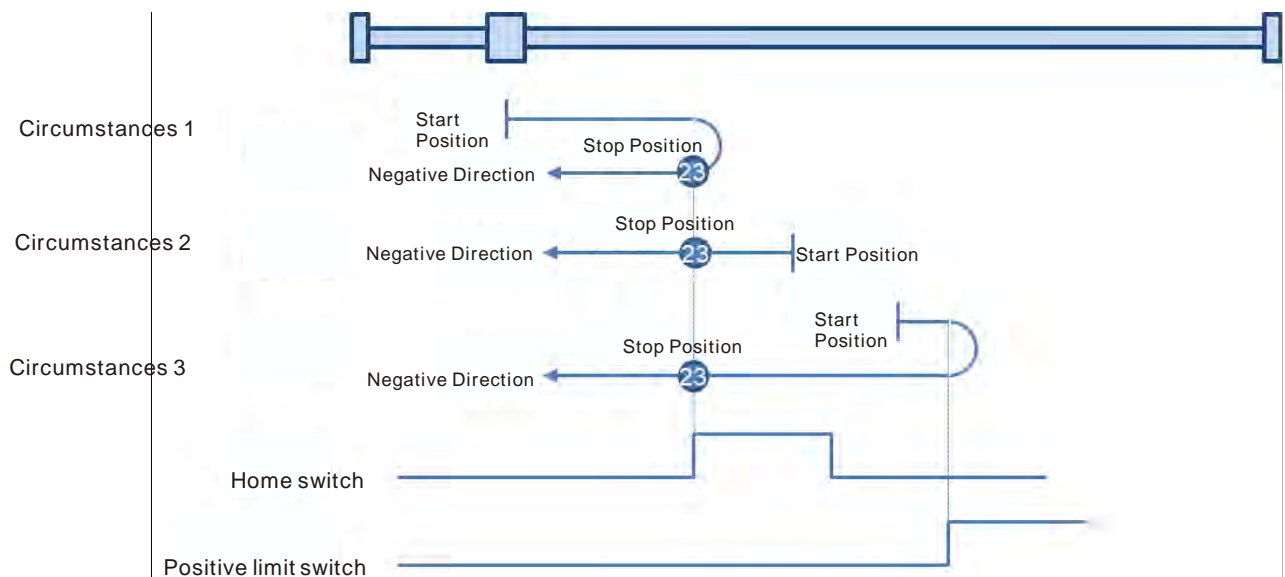 Circumstances 1
Start
Position
Stop Position
23
Negative Direction
Stop Position
Circumstances 2
Negative Direction
23
Start Position
Start
Position
Stop Position
Circumstances 3
Negative Direction
23
Home switch
Positive limit switch